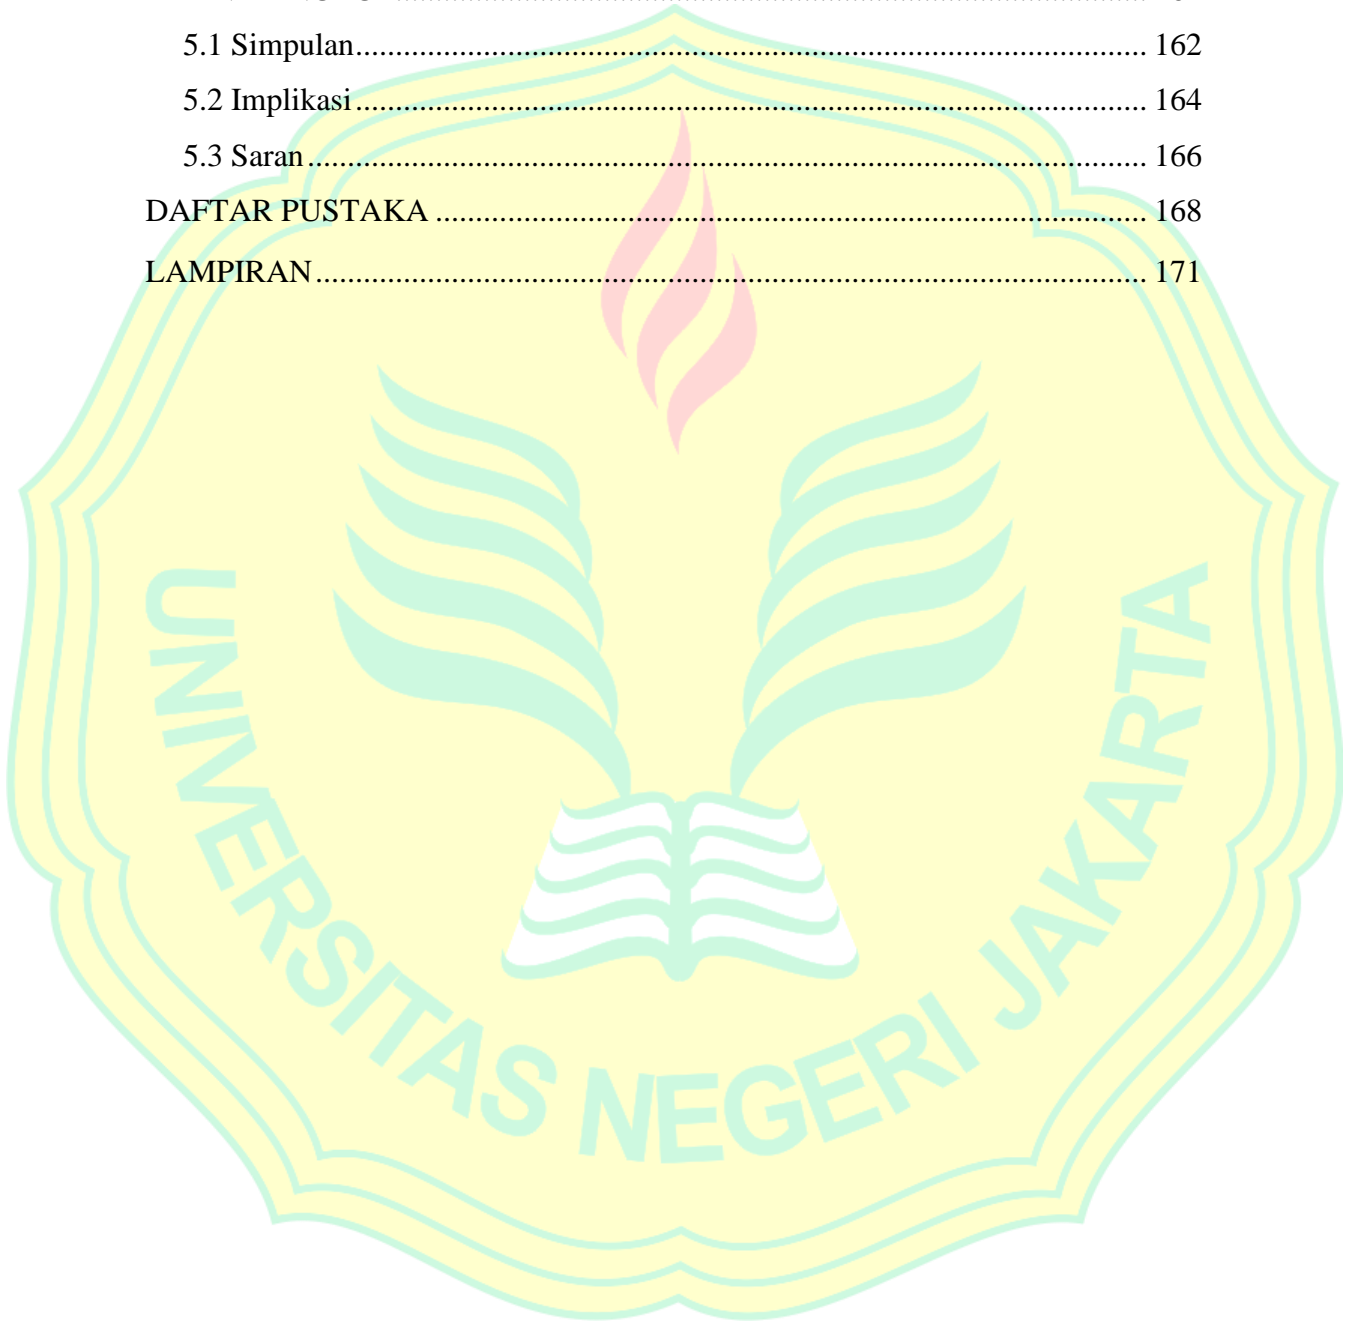 5.1 Simpulan.................................................................................................. 162
5.2 Implikasi.................................................................................................. 164
5.3 Saran........................................................................................................ 166
DAFTAR PUSTAKA ........................................................................................ 168
LAMPIRAN....................................................................................................... 171
UNIVERSITAS NEGERI JAKARTA